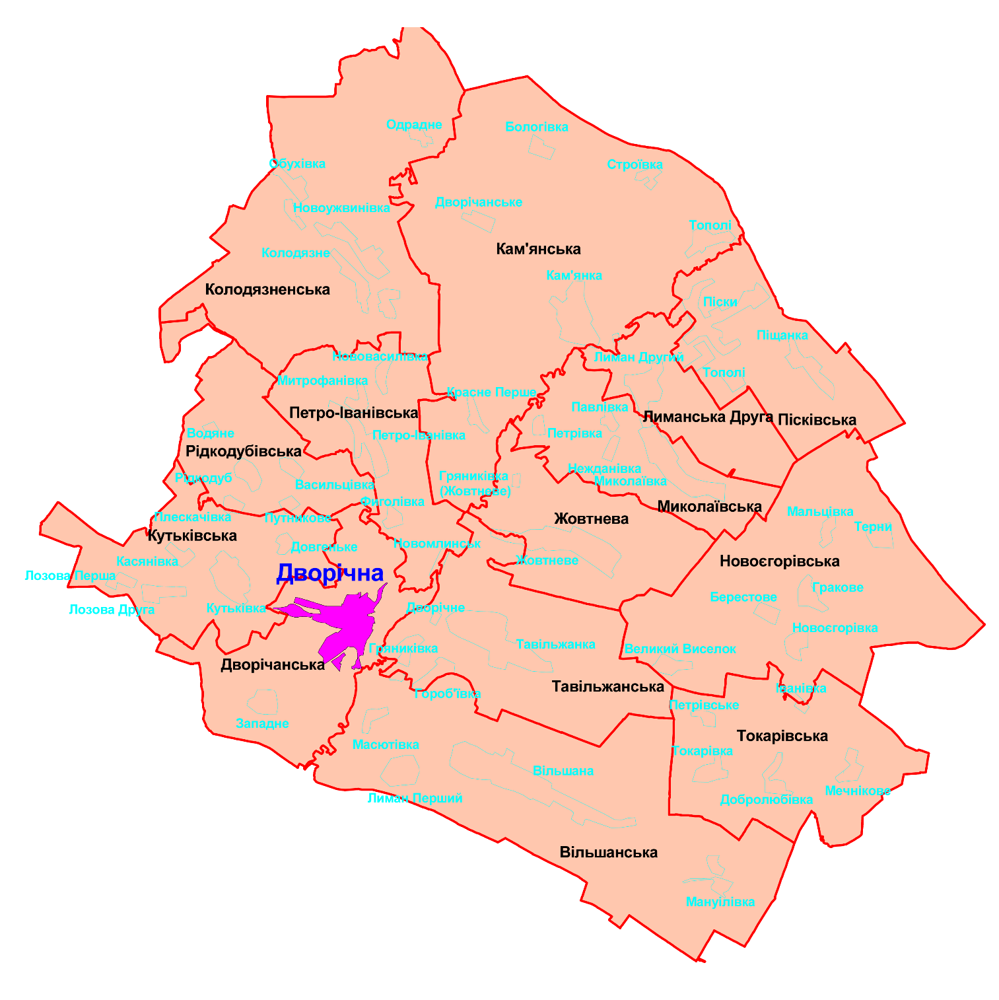 Одрадне
Бологівка
Обухівка
Строївка
Дворічанське
Новоужвинівка
Тополі
Кам'янська
Колодязне
Кам'янка
Колодязненська
Піски
Піщанка
Нововасилівка
Лиман Другий
Тополі
Митрофанівка
Красне Перше
Павлівка
Петро-Іванівська
Лиманська Друга
Пісківська
Водяне
Петро-Іванівка
Петрівка
Рідкодубівська
Нежданівка
Рідкодуб
Гряниківка
(Жовтневе)
Миколаївка
Васильцівка
Фиголівка
Миколаївська
Мальцівка
Плескачівка
Путникове
Жовтнева
Терни
Кутьківська
Новомлинськ
Довгеньке
Касянівка
Жовтневе
Новоєгорівська
Дворічна
Лозова Перша
Гракове
Берестове
Лозова Друга
Кутьківка
Дворічне
Новоєгорівка
Гряниківка
Тавільжанка
Великий Виселок
Дворічанська
Тавільжанська
Іванівка
Гороб'ївка
Петрівське
Западне
Токарівська
Масютівка
Токарівка
Вільшана
Мечнікове
Лиман Перший
Добролюбівка
Вільшанська
Мануілівка